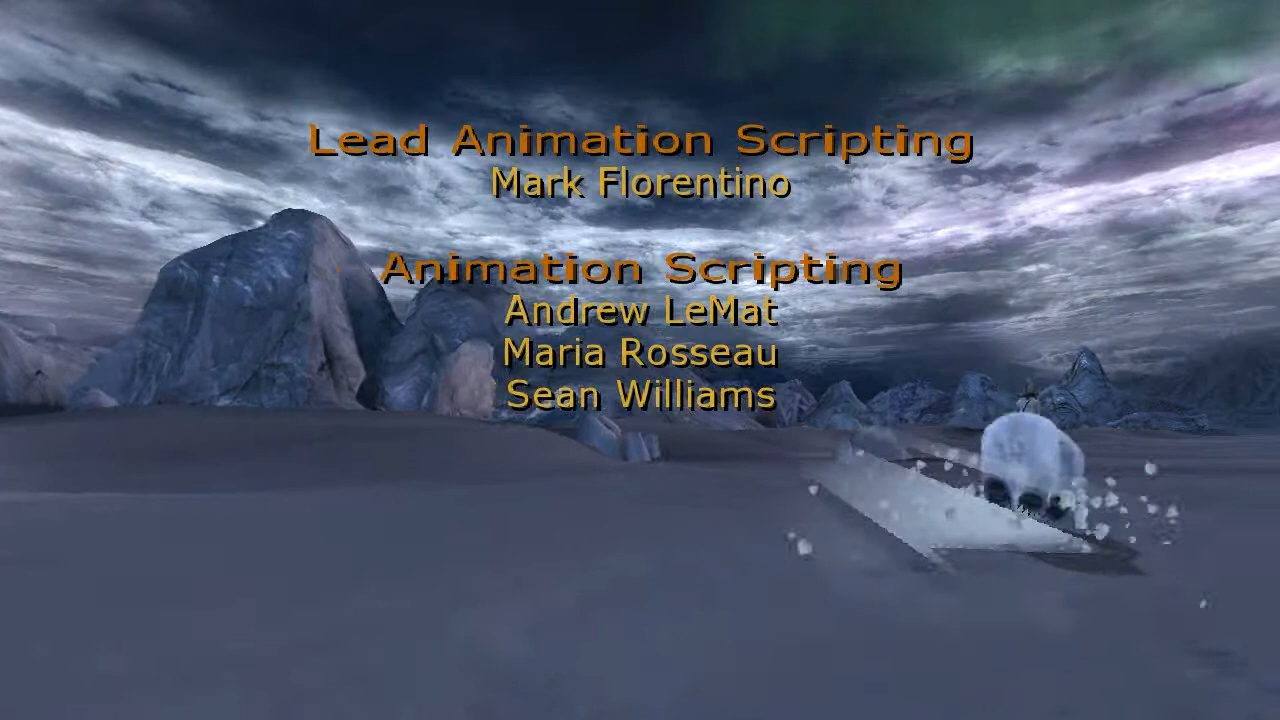 Lead Animation Scripting
Mark Florentino
Animation Scripting
Andrew LeMat
Maria Rosseau
Sean Williams